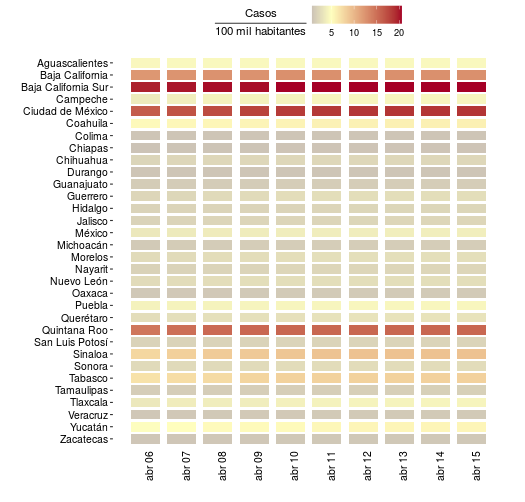 Casos
100 mil habitantes
5 10 15 20
Aguascalientes
Baja California
Baja California Sur
Campeche
Ciudad de México
Coahuila
Colima
Chiapas
Chihuahua
Durango
Guanajuato
Guerrero
Hidalgo
Jalisco
México
Michoacán
Morelos
Nayarit
Nuevo León
Oaxaca
Puebla
Querétaro
Quintana Roo
San Luis Potosí
Sinaloa
Sonora
Tabasco
Tamaulipas
Tlaxcala
Veracruz
Yucatán
Zacatecas
abr 06
abr 07
abr 08
abr 09
abr 10
abr 11
abr 12
abr 13
abr 14
abr 15